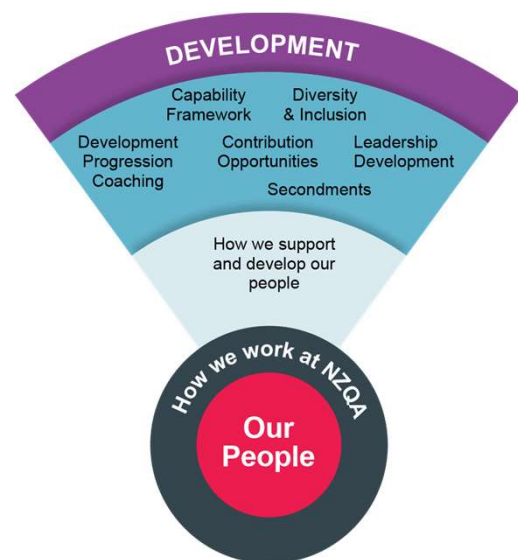 DEVELOPMENT
Capability
Framework
Diversity
& Inclusion
Development
Progression
Coaching
Contribution
Opportunities
Leadership
Development
Secondments
How we support
and develop our
people
How we work at NZQA
Our
People